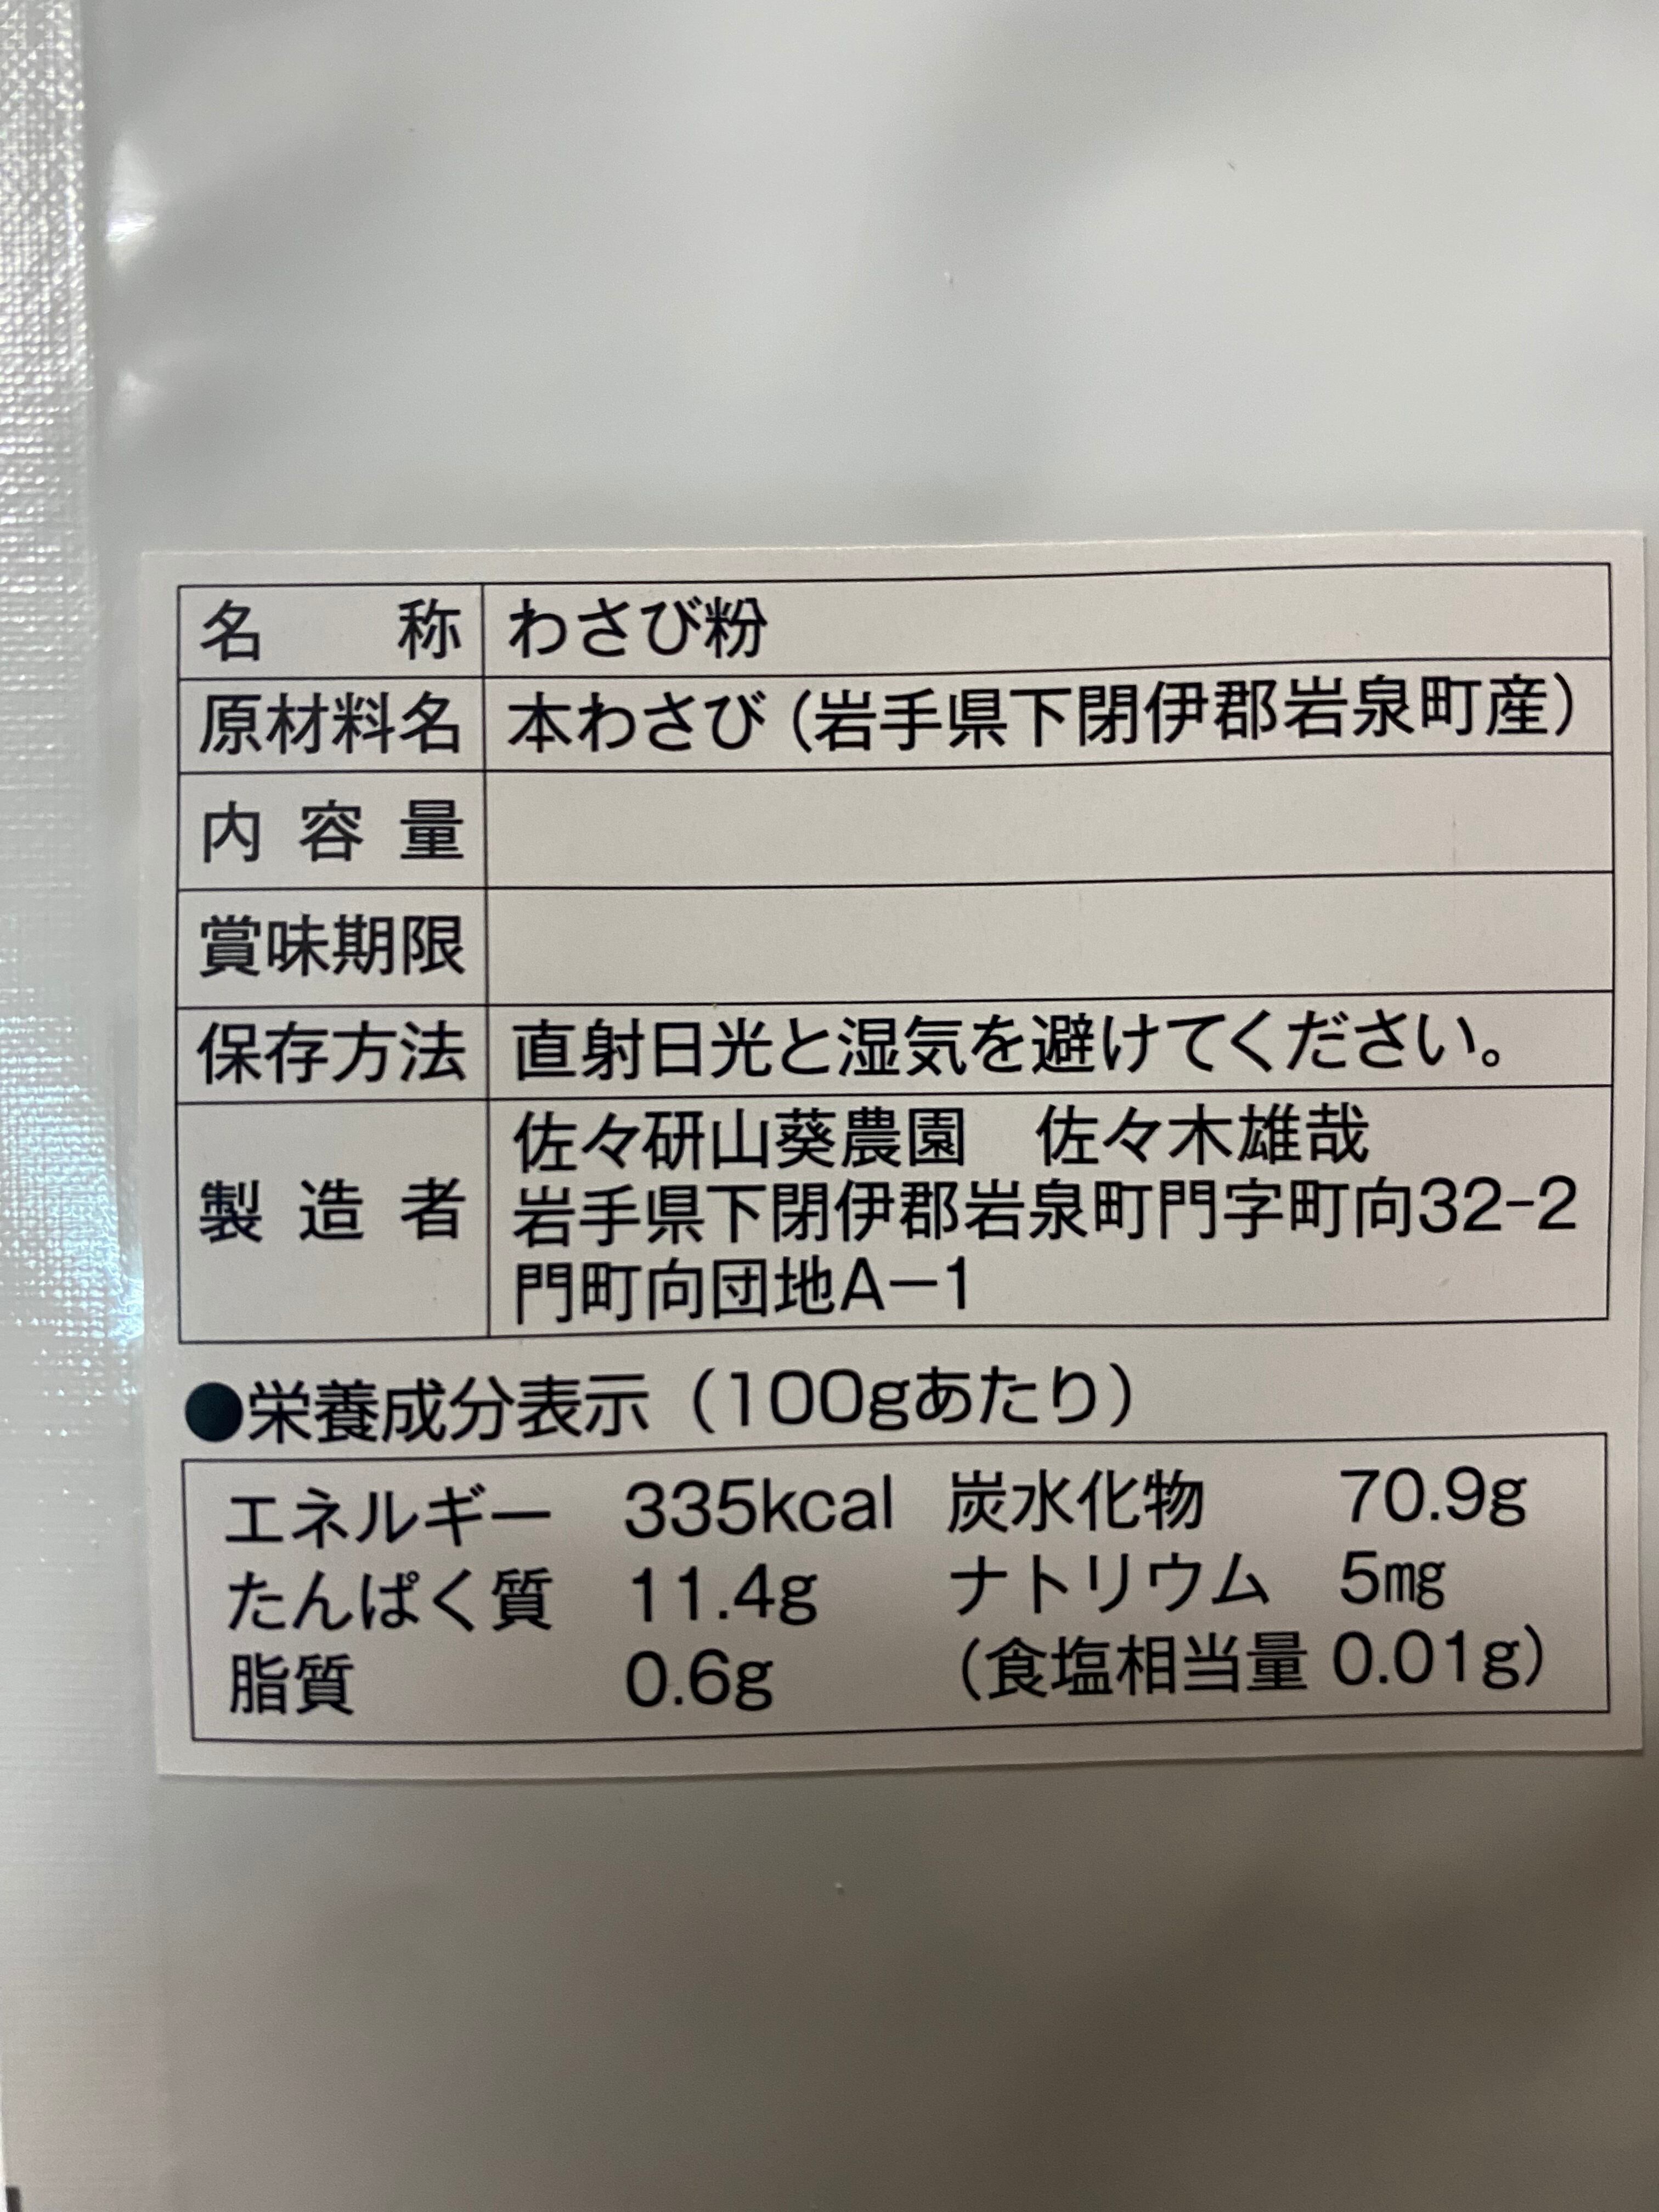 名称 わさび粉
原材料名 本わさび（岩手県下閉伊郡岩泉町産）
内容量
賞味期限
保存方法 直射日光と湿気を避けてください。
製造者 佐々研山葵農園 佐々木雄哉
岩手県下閉伊郡岩泉町門字町向32-2
門町向団地A−1
●栄養成分表示（100gあたり）
エネルギー 335kcal 炭水化物 70.9g
たんぱく質 11.4g ナトリウム 5㎎
脂質 0.6g （食塩相当量 0.01g）